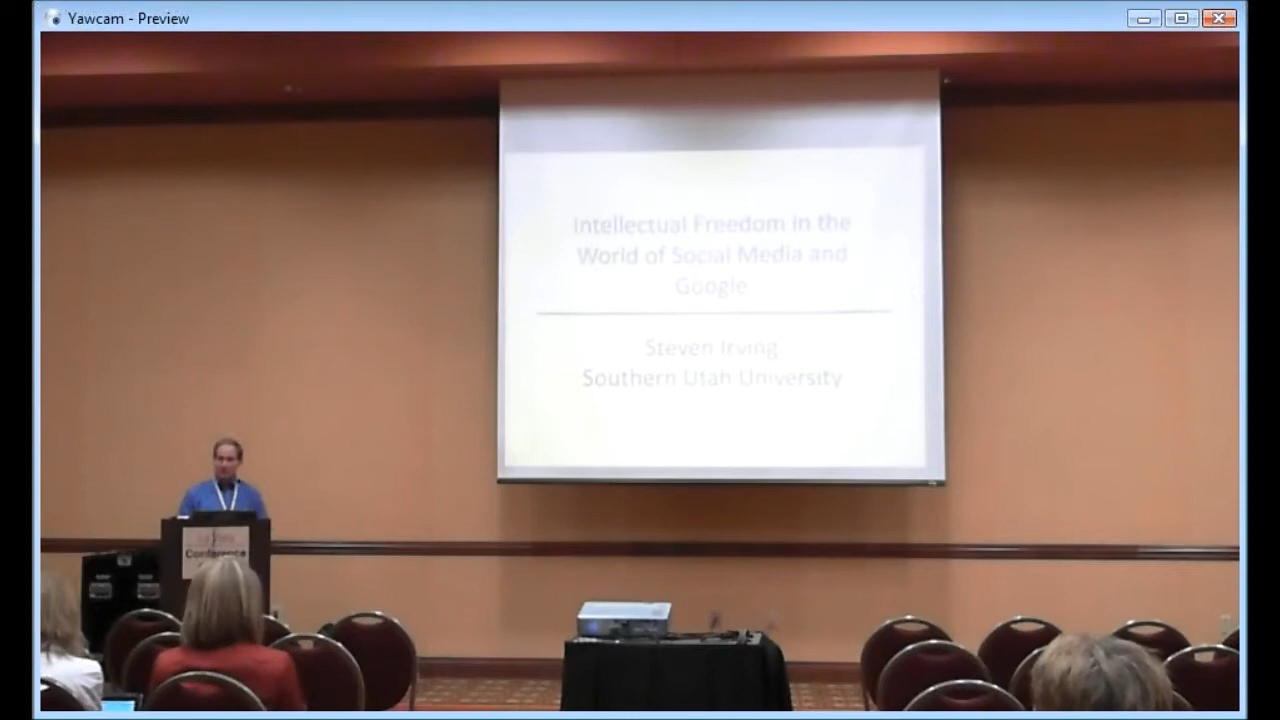 Yawcam - Preview
Intellectual Freedom in the
World of Social Media and
Google
Steven Irving
Southern Utah University
Conference